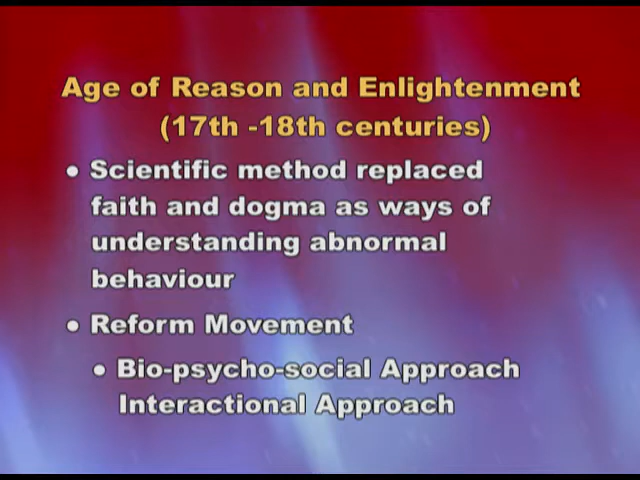 Age of Reason and Enlightenment
(17th -18th centuries)
• Scientific method replaced
faith and dogma as ways of
understanding abnormal
behaviour
• Reform Movement
• Bio-psycho-social Approach
Interactional Approach